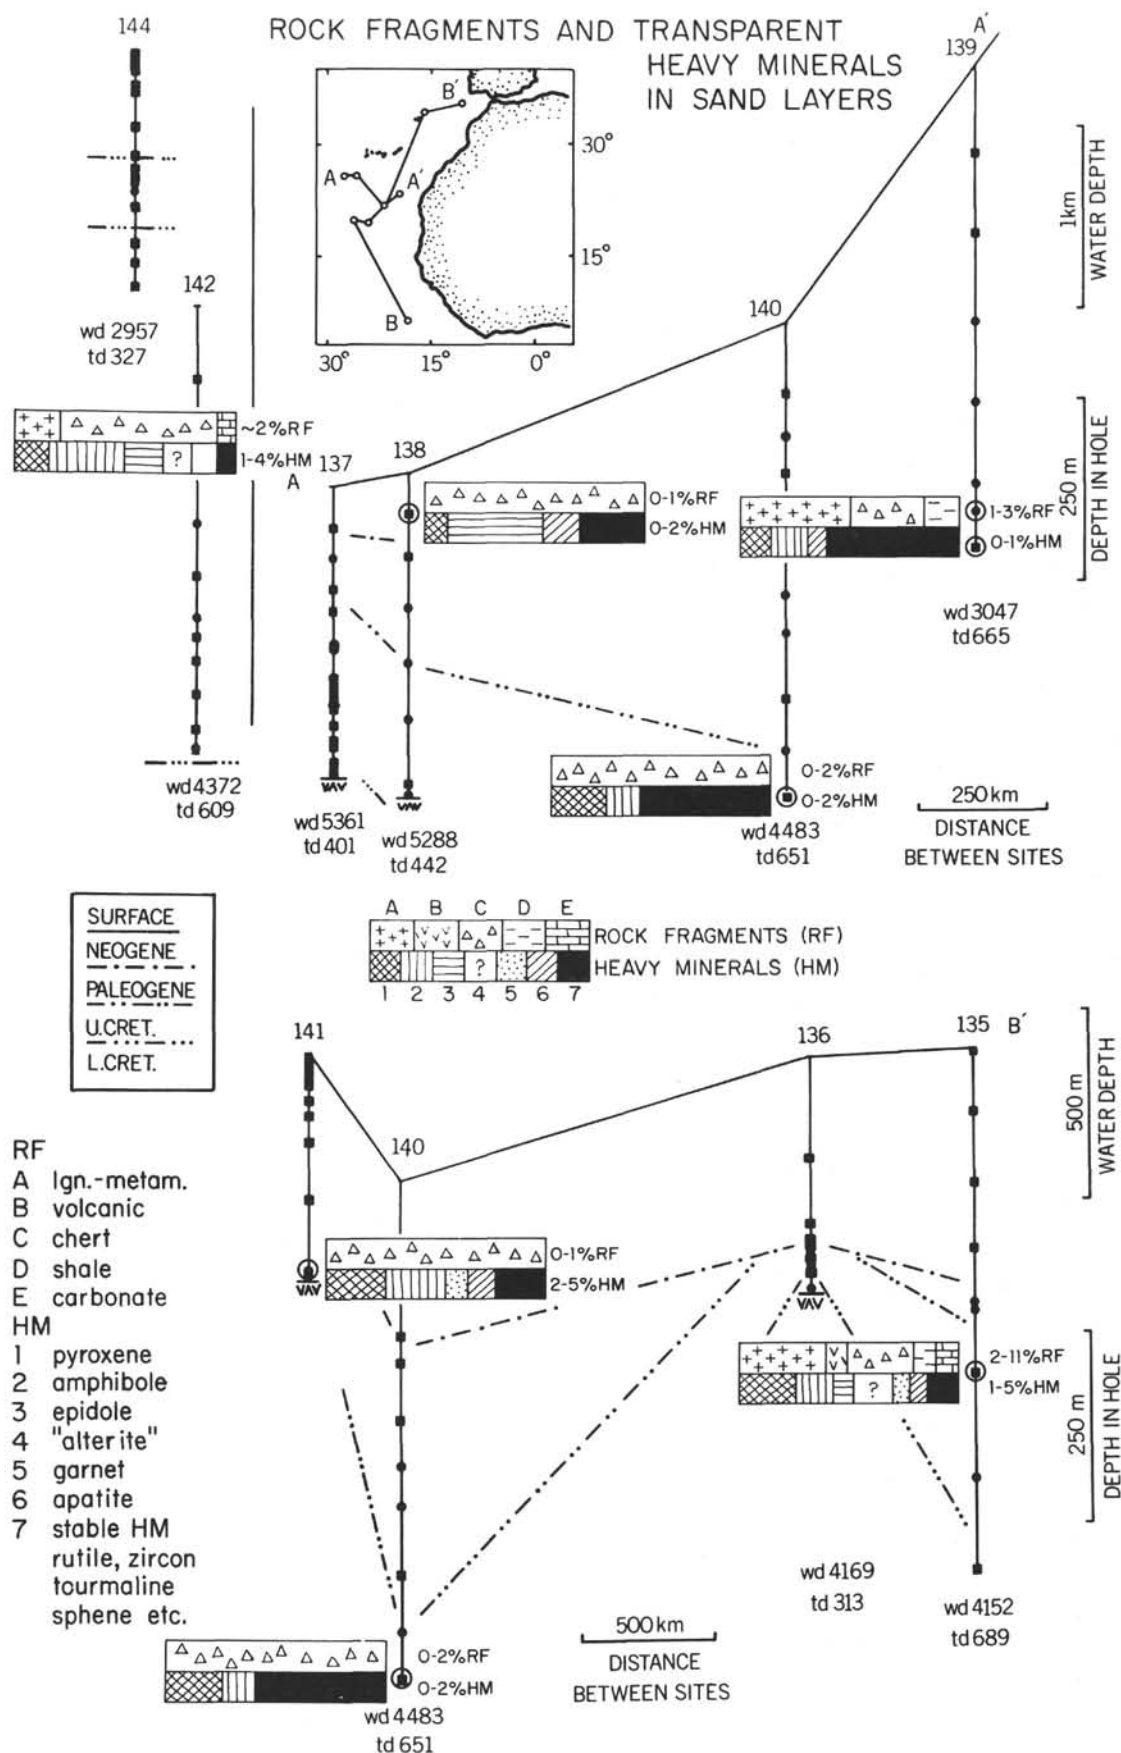 ROCK FRAGMENTS AND TRANSPARENT
HEAVY MINERALS
IN SAND LAYERS
144
wd 2957
td 327
142
~2%RF
1-4%HM
?
wd 4372
td 609
B'
A
A'
B
30°
15°
30°
15°
0°
A
137
138
0-1%RF
0-2%HM
wd 5361
td 401
wd 5288
td 442
140
0-2%RF
0-2%HM
wd 4483
td 651
A'
139
1-3%RF
0-1%HM
wd 3047
td 665
1km
WATER DEPTH
250 m
DEPTH IN HOLE
250 km
DISTANCE
BETWEEN SITES
SURFACE
NEOGENE
PALEOGENE
U.CRET.
L.CRET.
A B C D E
ROCK FRAGMENTS (RF)
?
HEAVY MINERALS (HM)
1 2 3 4 5 6 7
RF
A Ign.-metam.
B volcanic
C chert
D shale
E carbonate
HM
1 pyroxene
2 amphibole
3 epidole
4 "alterite"
5 garnet
6 apatite
7 stable HM
rutile, zircon
tourmaline
sphene etc.
141
140
0-1%RF
2-5%HM
0-2%RF
0-2%HM
wd 4483
td 651
136
135
B'
2-11%RF
1-5%HM
?
wd 4169
td 313
wd 4152
td 689
500 m
WATER DEPTH
250 m
DEPTH IN HOLE
500 km
DISTANCE
BETWEEN SITES